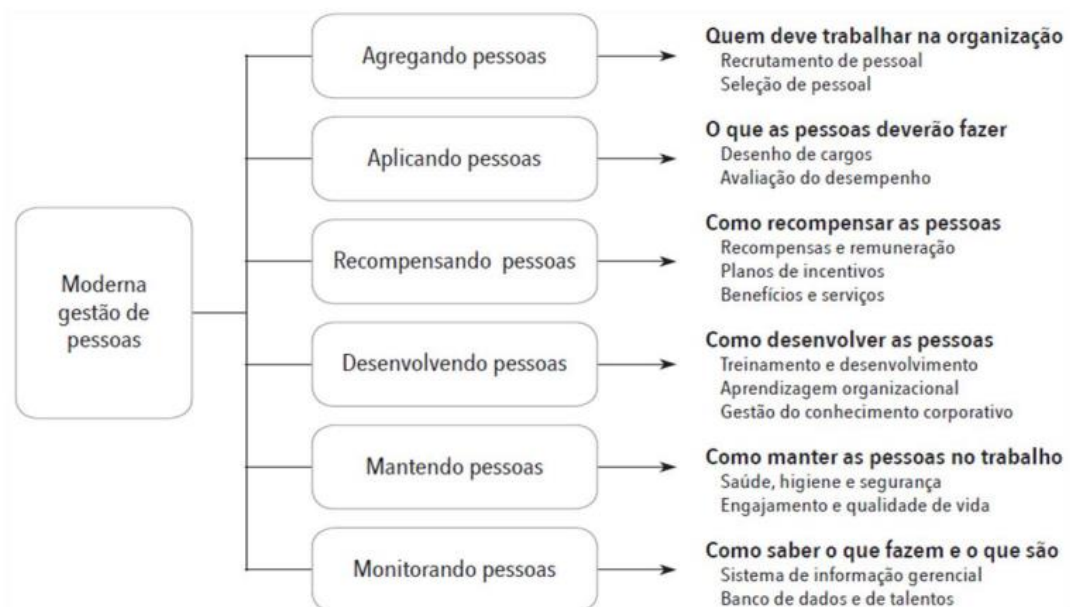 Moderna
gestão de
pessoas
Agregando pessoas
Quem deve trabalhar na organização
Recrutamento de pessoal
Seleção de pessoal
Aplicando pessoas
O que as pessoas deverão fazer
Desenho de cargos
Avaliação do desempenho
Recompensando pessoas
Como recompensar as pessoas
Recompensas e remuneração
Planos de incentivos
Benefícios e serviços
Desenvolvendo pessoas
Como desenvolver as pessoas
Treinamento e desenvolvimento
Aprendizagem organizacional
Gestão do conhecimento corporativo
Mantendo pessoas
Como manter as pessoas no trabalho
Saúde, higiene e segurança
Engajamento e qualidade de vida
Monitorando pessoas
Como saber o que fazem e o que são
Sistema de informação gerencial
Banco de dados e de talentos